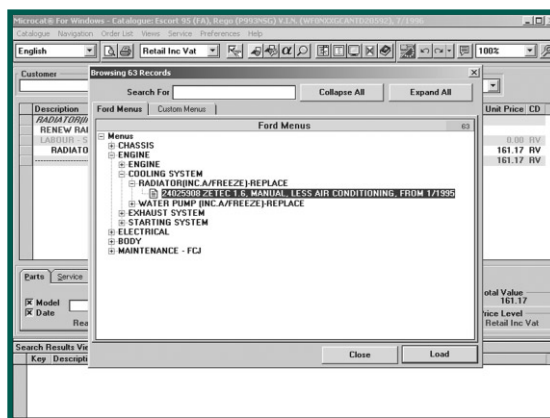 Microcat® For Windows - Catalogue: Escort 95 (FA), Rego (P993NSG) V.I.N. (WF0NXXGCANTD20592), 7/1996
Catalogue Navigation Order List Views Service Preferences Help
English Retail Inc Vat 100%
Customer
Browsing 63 Records
Search For Collapse All Expand All
Ford Menus Custom Menus
Description Unit Price CD
Ford Menus 63
RENEW RAD
LABOUR - S 0.00 RV
RADIATO 161.17 RV
161.17 RV
Menus
CHASSIS
ENGINE
ENGINE
COOLING SYSTEM
RADIATOR(INC.A/FREEZE)-REPLACE
24025908 ZETEC 1.6, MANUAL, LESS AIR CONDITIONING, FROM 1/1995
WATER PUMP (INC.A/FREEZE)-REPLACE
EXHAUST SYSTEM
STARTING SYSTEM
ELECTRICAL
BODY
MAINTENANCE - FCJ
Parts Service
Model
Date
Rea
otal Value
161.17
Price Level
Retail Inc Vat
Close Load
Search Results Vie
Key Descripti